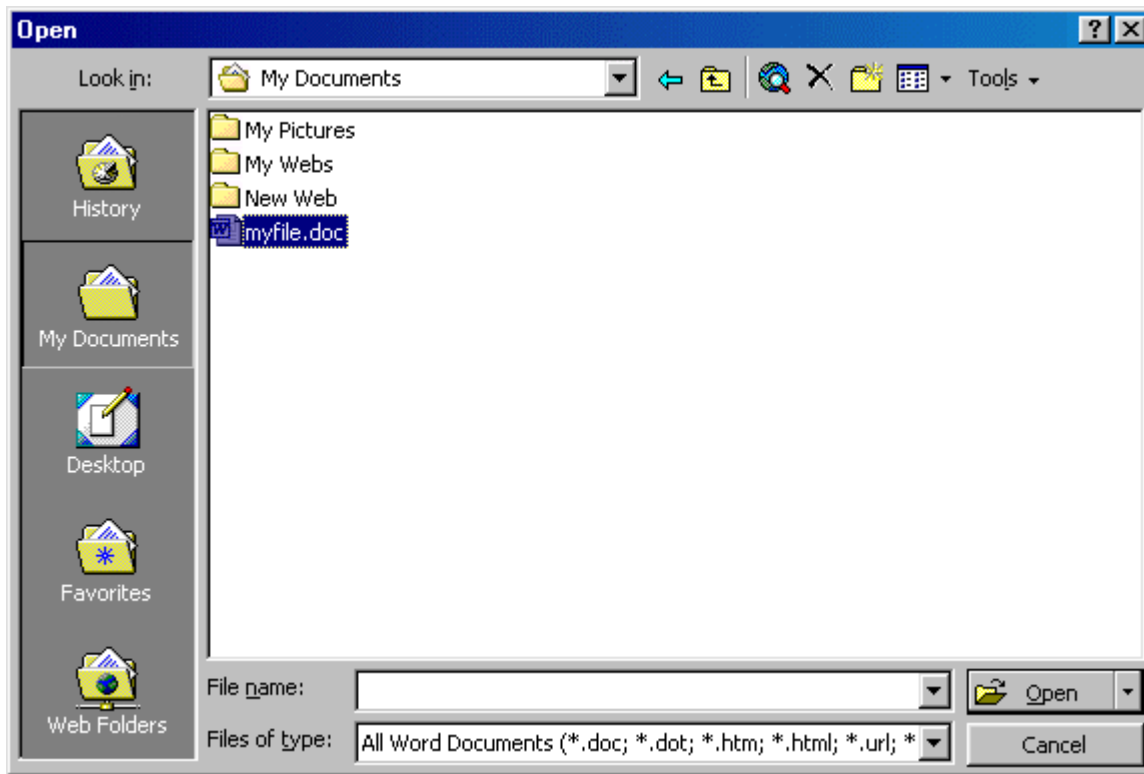 Open
Look in:
My Documents
Tools
History
My Documents
Desktop
Favorites
Web Folders
My Pictures
My Webs
New Web
myfile.doc
File name:
Open
Files of type:
All Word Documents (*.doc; *.dot; *.htm; *.html; *.url; *
Cancel